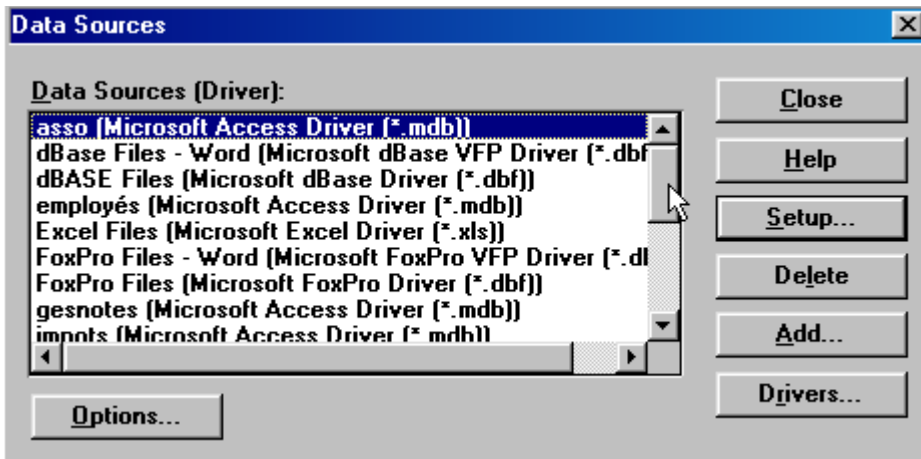 Data Sources
Data Sources (Driver):
asso (Microsoft Access Driver (*.mdb))
dBase Files - Word (Microsoft dBase VFP Driver (*.dbf
dBASE Files (Microsoft dBase Driver (*.dbf))
employés (Microsoft Access Driver (*.mdb))
Excel Files (Microsoft Excel Driver (*.xls))
FoxPro Files - Word (Microsoft FoxPro VFP Driver (*.d
FoxPro Files (Microsoft FoxPro Driver (*.dbf))
gesnotes (Microsoft Access Driver (*.mdb))
impots (Microsoft Access Driver (*.mdb))
Close
Help
Setup...
Delete
Add...
Drivers...
Options...